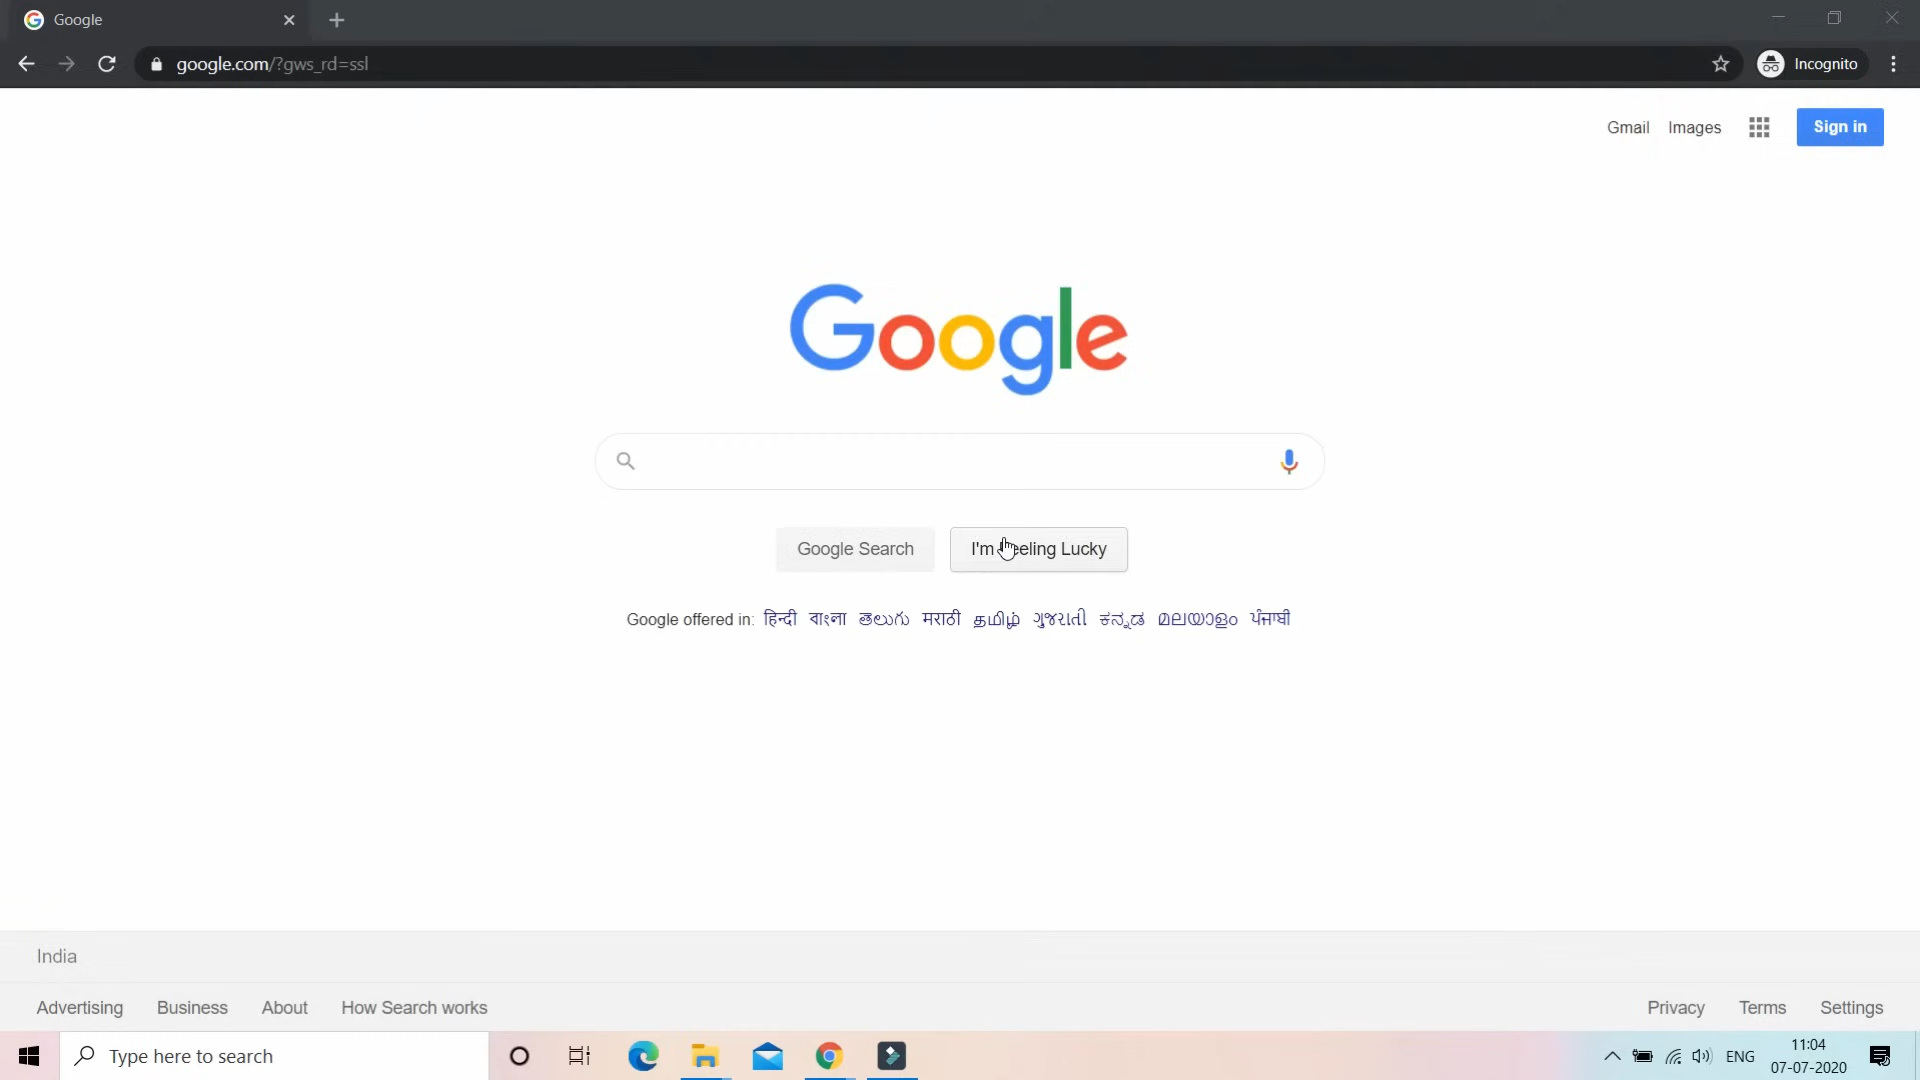 Google
google.com/?gws_rd=ssl
Incognito
Gmail Images Sign in
Google
Google Search I'm eeling Lucky
Google offered in: हिन्दी বাংলা తెలుగు मराठी தமிழ் ગુજરાતી ಕನ್ನಡ മലയാളം ਪੰਜਾਬੀ
India
Advertising Business About How Search works Privacy Terms Settings
Type here to search
ENG
11:04
07-07-2020